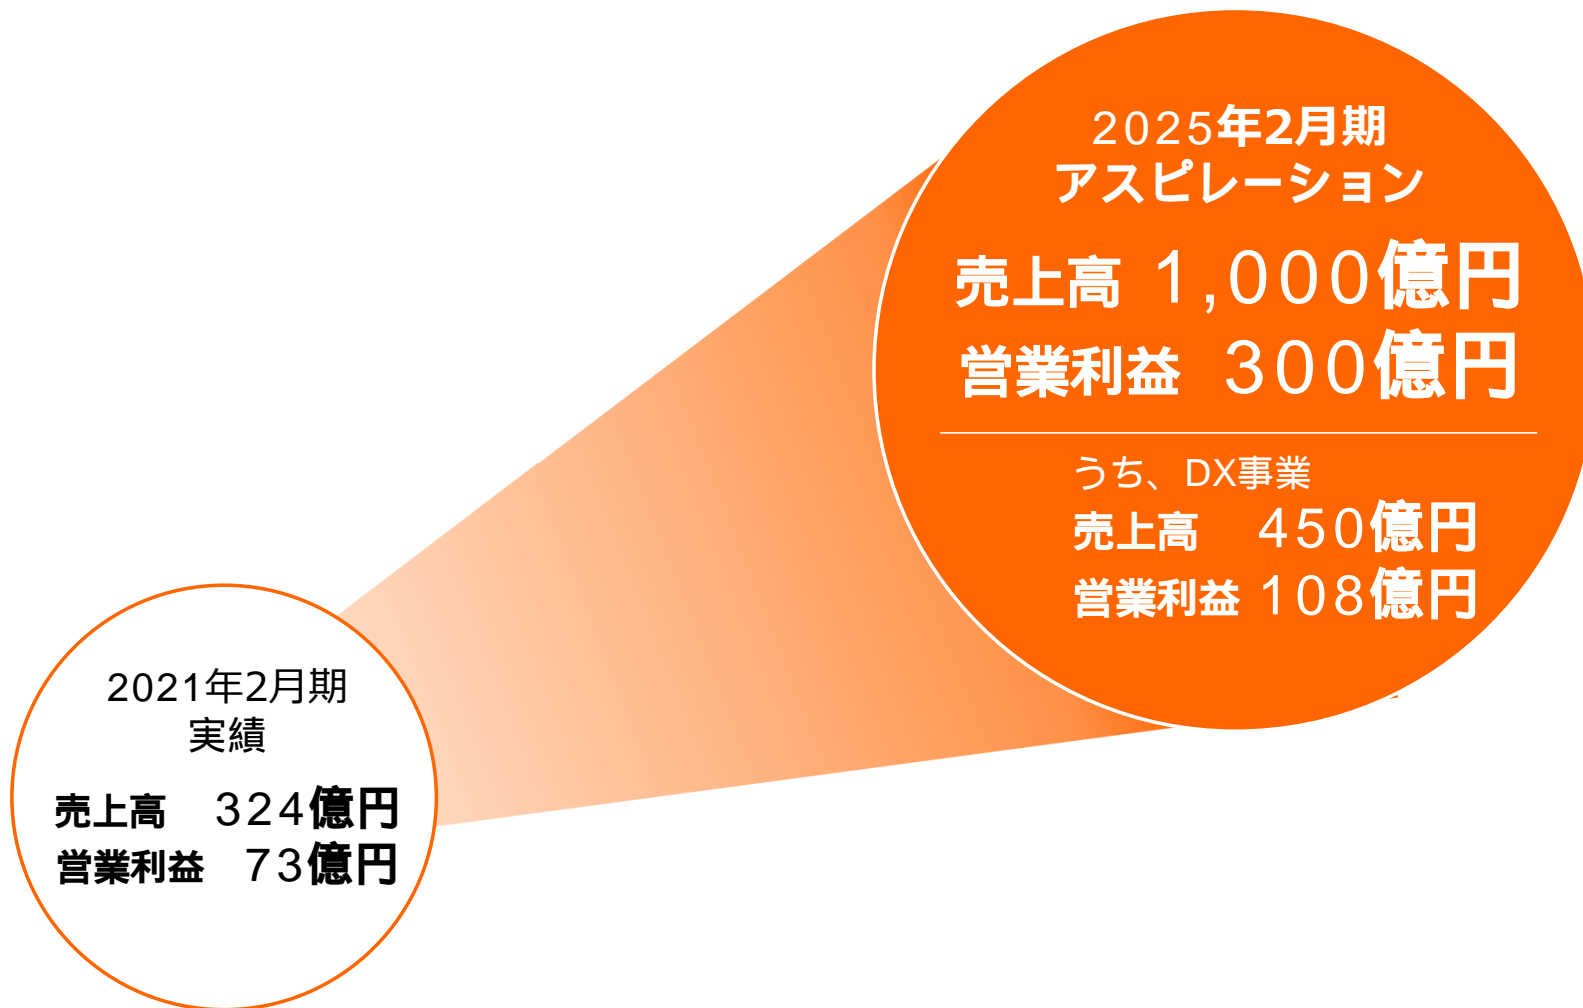 2025年2月期
アスピレーション
売上高 1,000億円
営業利益 300億円
うち、DX事業
売上高 450億円
営業利益 108億円
2021年2月期
実績
売上高 324億円
営業利益 73億円